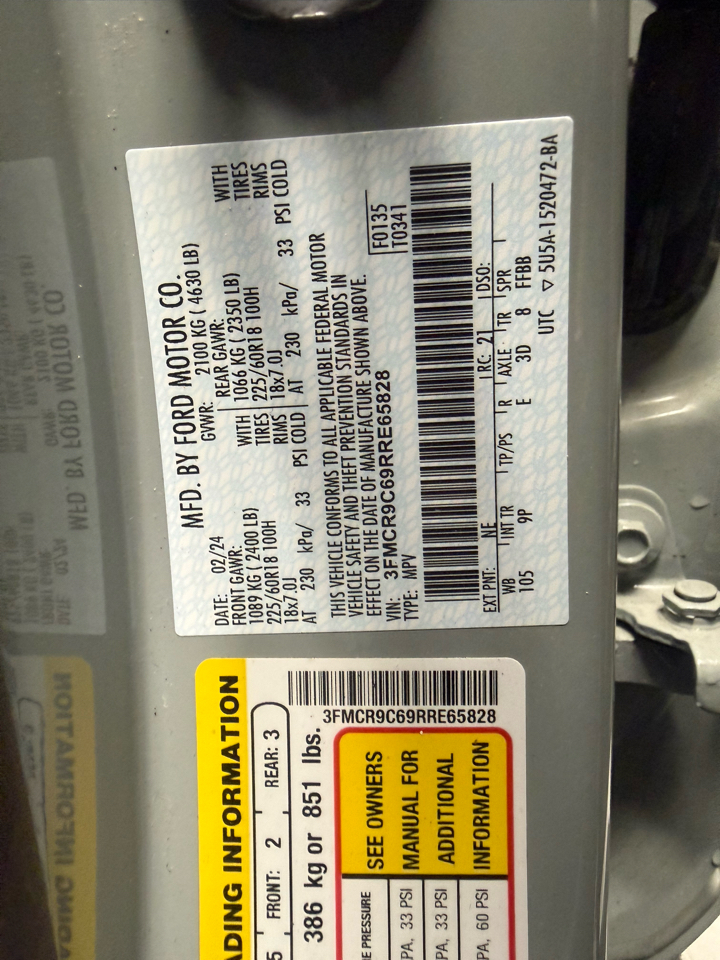 MFD. BY FORD MOTOR CO.
DATE: 02/24 GVWR: 2100 KG ( 4630 LB)
FRONT GAWR: REAR GAWR:
1089 KG ( 2400 LB) WITH 1066 KG ( 2350 LB) WITH
225/60R18 100H TIRES 225/60R18 100H TIRES
18x7.0J RIMS 18x7.0J RIMS
AT 230 kPa/ 33 PSI COLD AT 230 kPa/ 33 PSI COLD
THIS VEHICLE CONFORMS TO ALL APPLICABLE FEDERAL MOTOR
VEHICLE SAFETY AND THEFT PREVENTION STANDARDS IN
EFFECT ON THE DATE OF MANUFACTURE SHOWN ABOVE.
VIN: 3FMCR9C69RRE65828 F0135
TYPE: MPV T0341
EXT PNT: NE RC: 21 DSO:
WB INT TR TP/PS R AXLE TR SPR
105 9P E 3D 8 FFBB
UTC ▽ 5U5A-1520472-BA
ADING INFORMATION
5 FRONT: 2 REAR: 3
386 kg or 851 lbs.
3FMCR9C69RRE65828
SEE OWNERS
MANUAL FOR
ADDITIONAL
INFORMATION
E PRESSURE
PA, 33 PSI
PA, 33 PSI
PA, 60 PSI